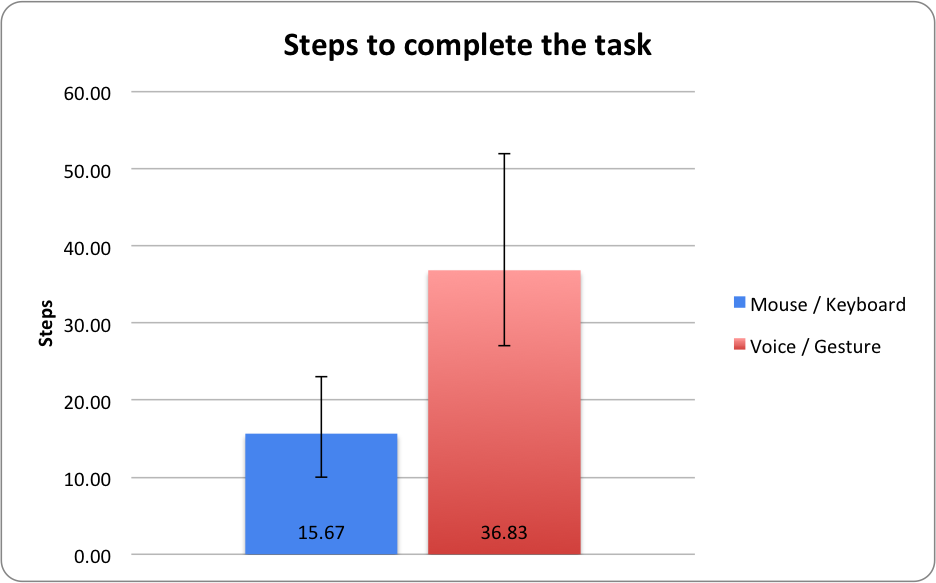 Steps to complete the task
60.00
50.00
40.00
30.00
20.00
10.00
0.00
Steps
15.67
36.83
Mouse / Keyboard
Voice / Gesture